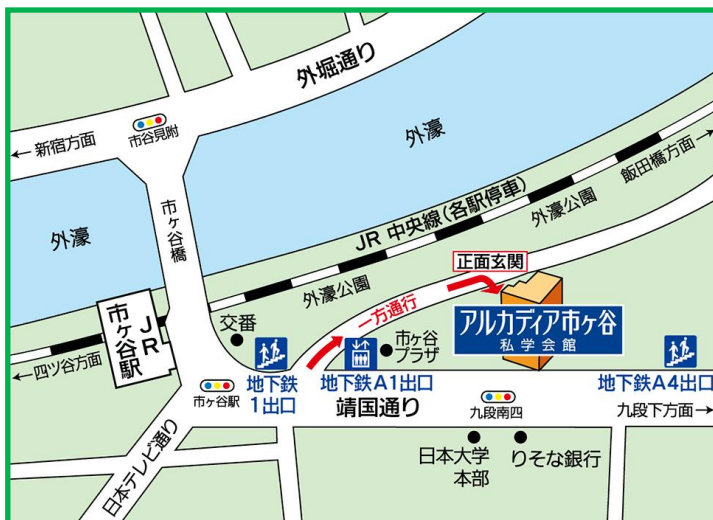 外堀通り
市谷見附
←新宿方面
外濠
飯田橋方面→
市ヶ谷橋
外濠
JR 中央線(各駅停車)
外濠公園
正面玄関
外濠公園
一方通行
アルカディア市ヶ谷
私学会館
JR
市ヶ谷駅
交番
市ヶ谷
プラザ
←四ツ谷方面
地下鉄
1出口
地下鉄A1出口
地下鉄A4出口
市ヶ谷駅
靖国通り
九段南四
九段下方面→
日本テレビ通り
日本大学
本部
りそな銀行